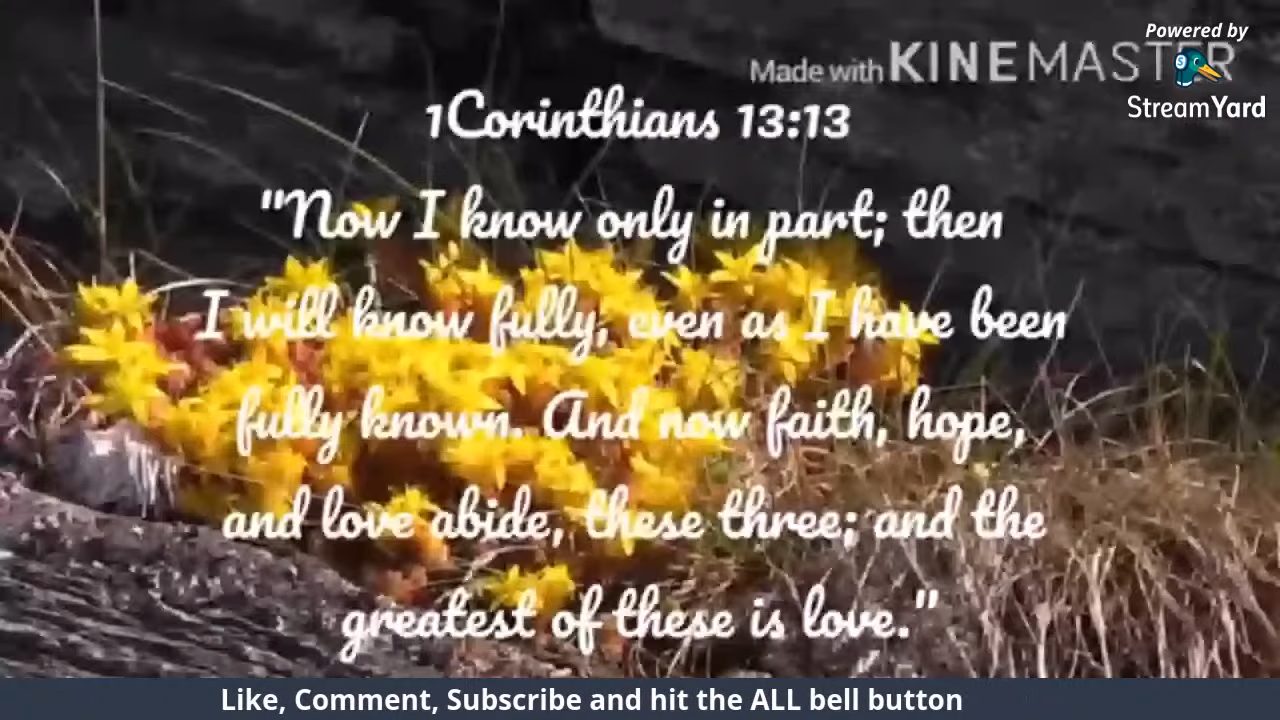 Powered by
Made with KINEMASTER
StreamYard
1Corinthians 13:13
"Now I know only in part; then
I will know fully, even as I have been
fully known. And now faith, hope,
and love abide, these three; and the
greatest of these is love."
Like, Comment, Subscribe and hit the ALL bell button